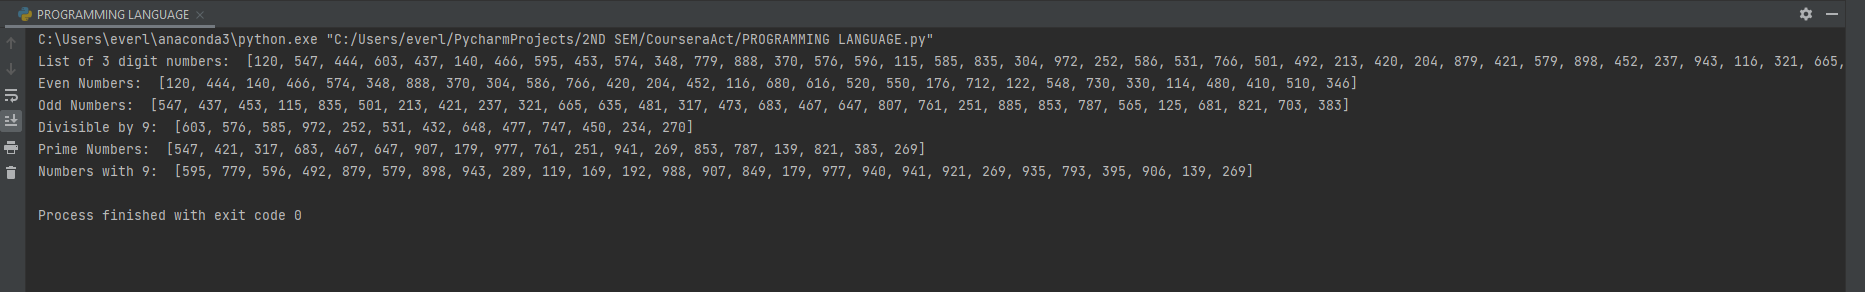 PROGRAMMING LANGUAGE
C:\Users\everl\anaconda3\python.exe "C:/Users/everl/PycharmProjects/2ND SEM/CourseraAct/PROGRAMMING LANGUAGE.py"
List of 3 digit numbers:  [120, 547, 444, 603, 437, 140, 466, 595, 453, 574, 348, 779, 888, 370, 576, 596, 115, 585, 835, 304, 972, 252, 586, 531, 766, 501, 492, 213, 420, 204, 879, 421, 579, 898, 452, 237, 943, 116, 321, 665,
Even Numbers:  [120, 444, 140, 466, 574, 348, 888, 370, 304, 586, 766, 420, 204, 452, 116, 680, 616, 520, 550, 176, 712, 122, 548, 730, 330, 114, 480, 410, 510, 346]
Odd Numbers:  [547, 437, 453, 115, 835, 501, 213, 421, 237, 321, 665, 635, 481, 317, 473, 683, 467, 647, 807, 761, 251, 885, 853, 787, 565, 125, 681, 821, 703, 383]
Divisible by 9:  [603, 576, 585, 972, 252, 531, 432, 648, 477, 747, 450, 234, 270]
Prime Numbers:  [547, 421, 317, 683, 467, 647, 907, 179, 977, 761, 251, 941, 269, 853, 787, 139, 821, 383, 269]
Numbers with 9:  [595, 779, 596, 492, 879, 579, 898, 943, 289, 119, 169, 192, 988, 907, 849, 179, 977, 940, 941, 921, 269, 935, 793, 395, 906, 139, 269]
Process finished with exit code 0